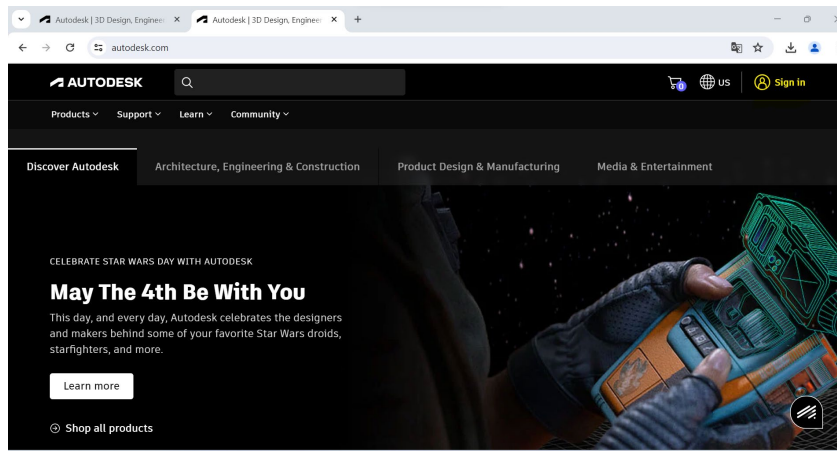 Autodesk | 3D Design, Engineer
Autodesk | 3D Design, Engineer
autodesk.com
AUTODESK
0
US
Sign in
Products
Support
Learn
Community
Discover Autodesk
Architecture, Engineering & Construction
Product Design & Manufacturing
Media & Entertainment
CELEBRATE STAR WARS DAY WITH AUTODESK
May The 4th Be With You
This day, and every day, Autodesk celebrates the designers
and makers behind some of your favorite Star Wars droids,
starfighters, and more.
Learn more
Shop all products